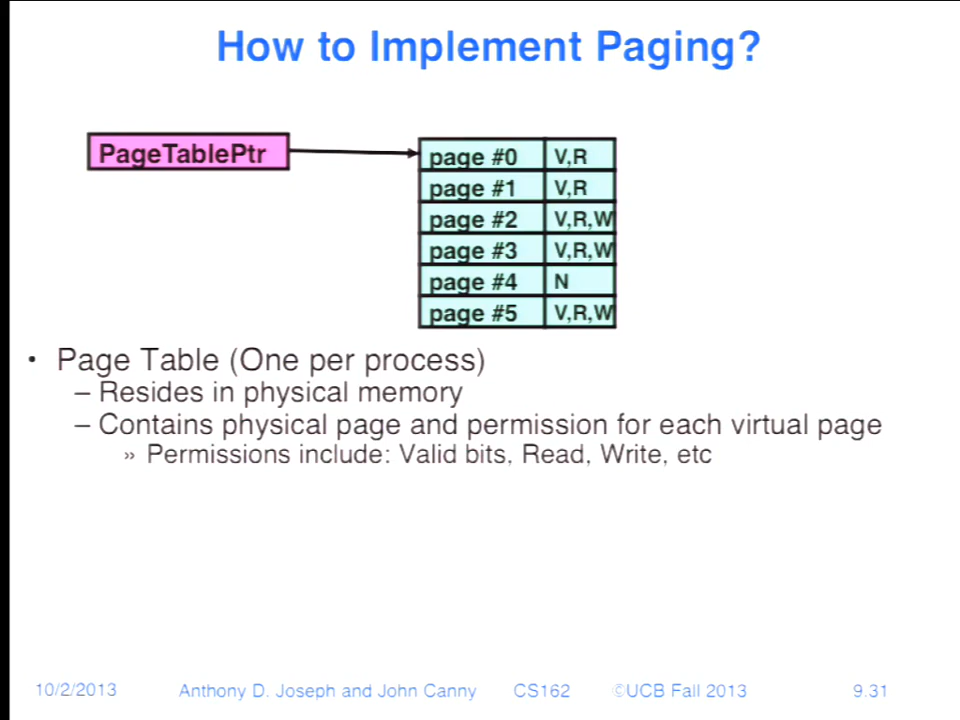 How to Implement Paging?
PageTablePtr
page #0 V,R
page #1 V,R
page #2 V,R,W
page #3 V,R,W
page #4 N
page #5 V,R,W
• Page Table (One per process)
– Resides in physical memory
– Contains physical page and permission for each virtual page
» Permissions include: Valid bits, Read, Write, etc
10/2/2013 Anthony D. Joseph and John Canny CS162 ©UCB Fall 2013 9.31